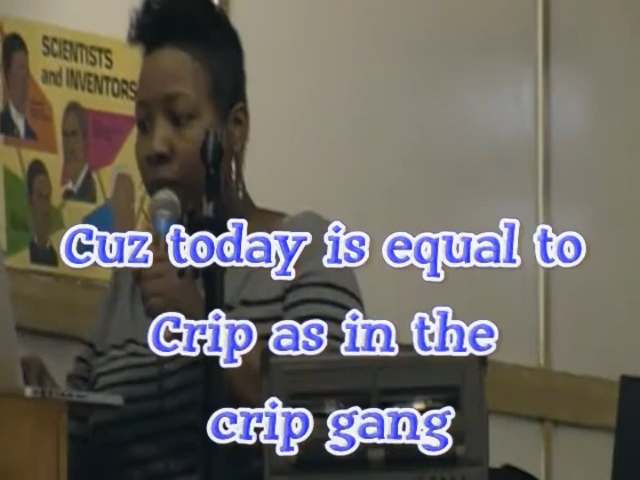 SCIENTISTS
and INVENTORS
Cuz today is equal to
Crip as in the
crip gang